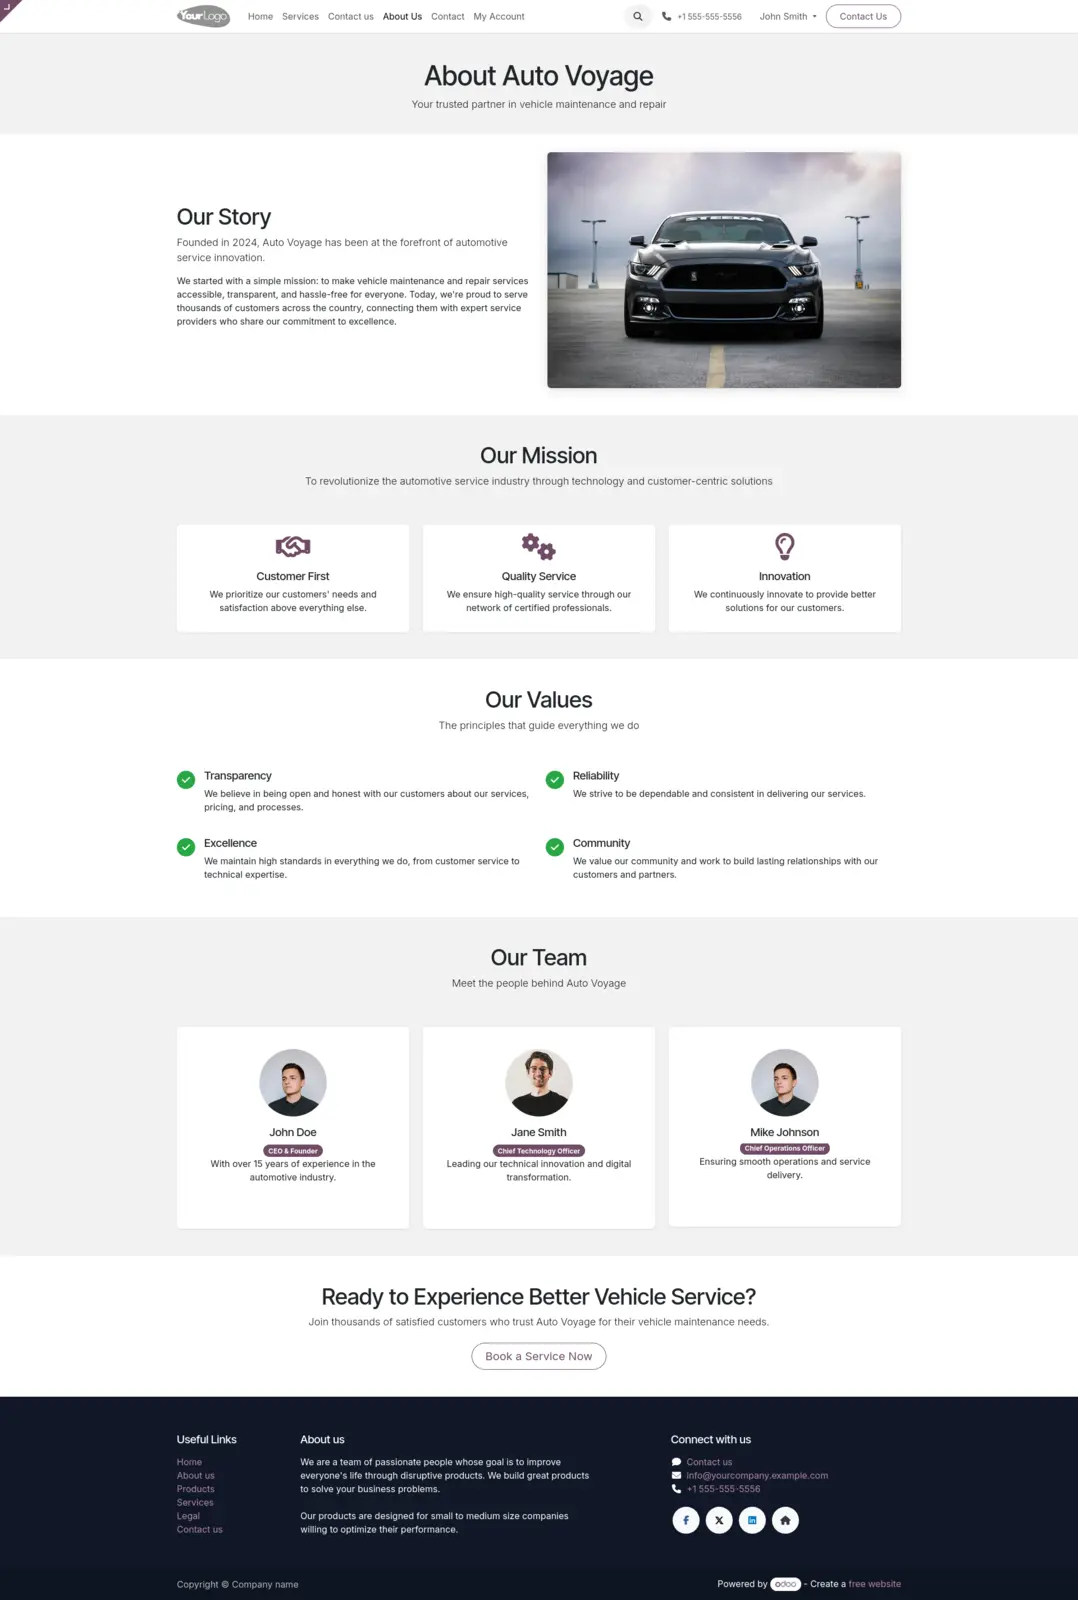 YourLogo Home Services Contact us About Us Contact My Account +1 555-555-5556 John Smith Contact Us
About Auto Voyage
Your trusted partner in vehicle maintenance and repair
STEEDA
Our Story
Founded in 2024, Auto Voyage has been at the forefront of automotive
service innovation.
We started with a simple mission: to make vehicle maintenance and repair services
accessible, transparent, and hassle-free for everyone. Today, we're proud to serve
thousands of customers across the country, connecting them with expert service
providers who share our commitment to excellence.
Our Mission
To revolutionize the automotive service industry through technology and customer-centric solutions
Customer First
We prioritize our customers' needs and
satisfaction above everything else.
Quality Service
We ensure high-quality service through our
network of certified professionals.
Innovation
We continuously innovate to provide better
solutions for our customers.
Our Values
The principles that guide everything we do
Transparency
We believe in being open and honest with our customers about our services,
pricing, and processes.
Reliability
We strive to be dependable and consistent in delivering our services.
Excellence
We maintain high standards in everything we do, from customer service to
technical expertise.
Community
We value our community and work to build lasting relationships with our
customers and partners.
Our Team
Meet the people behind Auto Voyage
John Doe
CEO & Founder
With over 15 years of experience in the
automotive industry.
Jane Smith
Chief Technology Officer
Leading our technical innovation and digital
transformation.
Mike Johnson
Chief Operations Officer
Ensuring smooth operations and service
delivery.
Ready to Experience Better Vehicle Service?
Join thousands of satisfied customers who trust Auto Voyage for their vehicle maintenance needs.
Book a Service Now
Useful Links
Home
About us
Products
Services
Legal
Contact us
About us
We are a team of passionate people whose goal is to improve
everyone's life through disruptive products. We build great products
to solve your business problems.
Our products are designed for small to medium size companies
willing to optimize their performance.
Connect with us
Contact us
info@yourcompany.example.com
+1 555-555-5556
Copyright © Company name
Powered by odoo - Create a free website